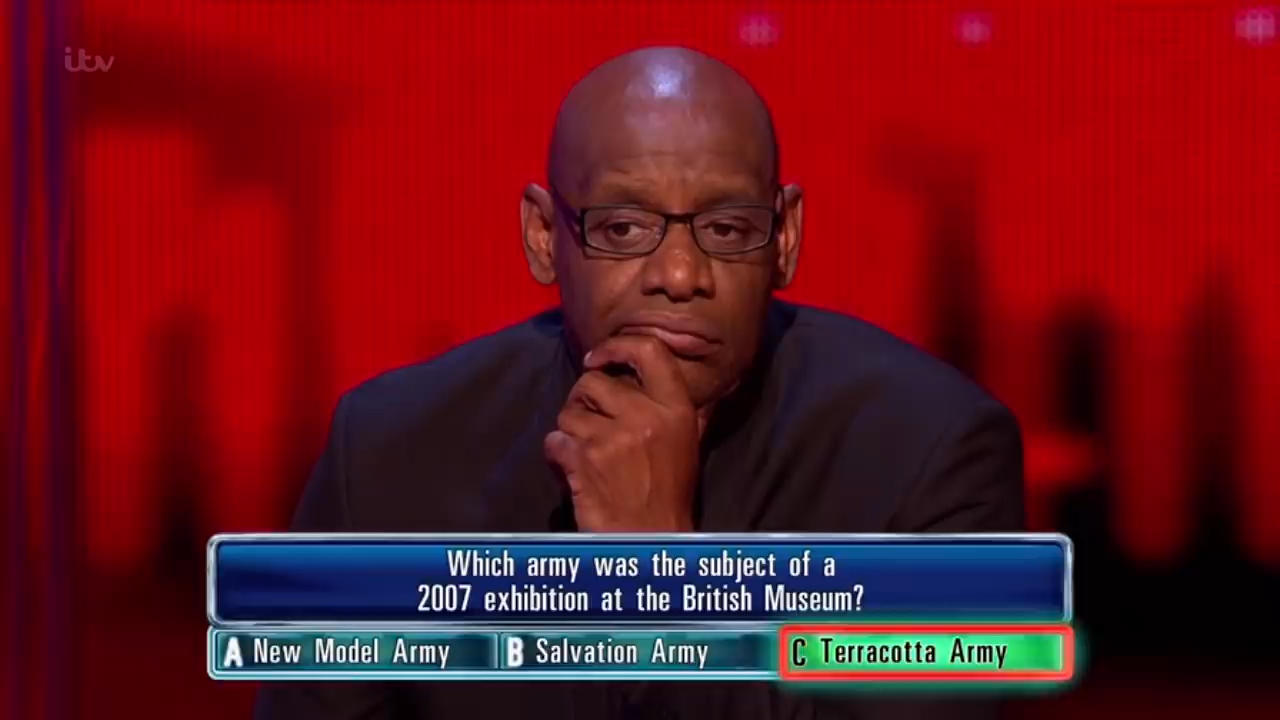 itv
Which army was the subject of a
2007 exhibition at the British Museum?
A New Model Army
B Salvation Army
C Terracotta Army